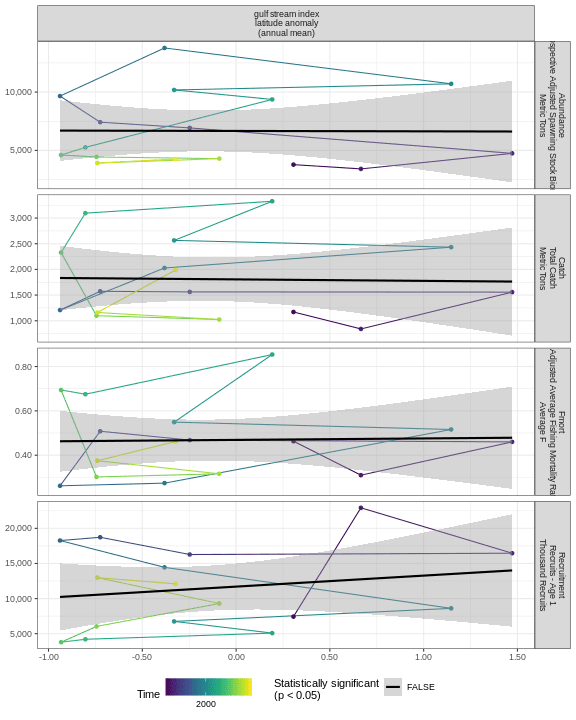 gulf stream index
latitude anomaly
(annual mean)
10,000
5,000
Abundance
Adjusted Spawning Stock
Metric Tons
3,000
2,500
2,000
1,500
1,000
Catch
Total Catch
Metric Tons
0.80
0.60
0.40
Fmort
Adjusted Average Fishing Mortality
Average F
20,000
15,000
10,000
5,000
Recruitment
Recruits - Age 1
Thousand Recruits
-1.00
-0.50
0.00
0.50
1.00
1.50
Time
2000
Statistically significant
(p < 0.05)
FALSE